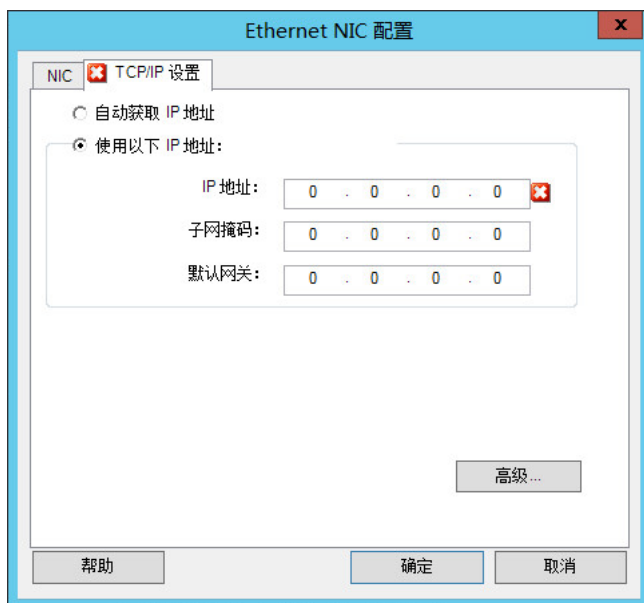 Ethernet NIC 配置
x
NIC
TCP/IP 设置
自动获取 IP 地址
使用以下 IP 地址:
IP 地址: 0 . 0 . 0 . 0
子网掩码: 0 . 0 . 0 . 0
默认网关: 0 . 0 . 0 . 0
高级...
帮助
确定
取消